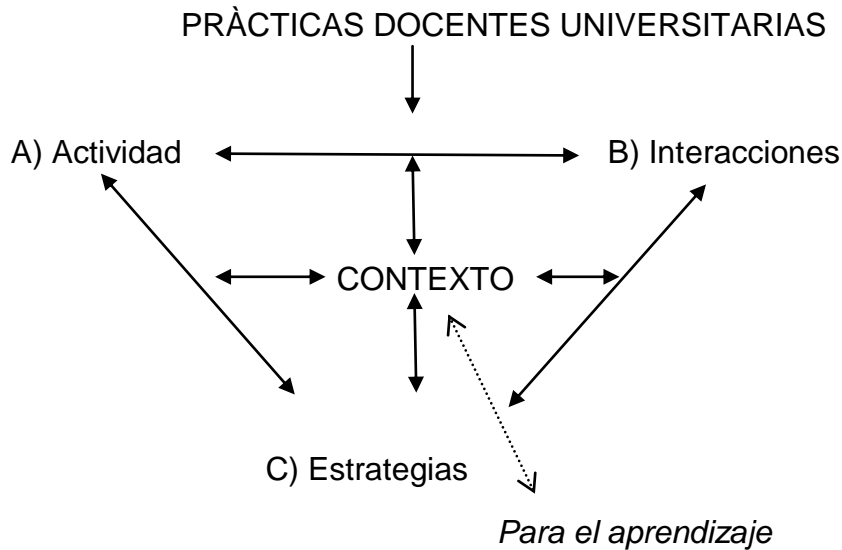 PRÀCTICAS DOCENTES UNIVERSITARIAS
A) Actividad
B) Interacciones
CONTEXTO
C) Estrategias
Para el aprendizaje